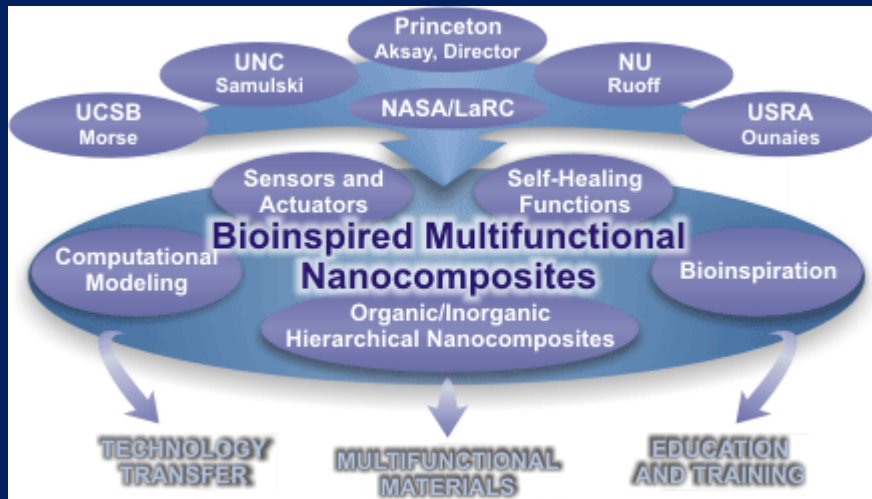 Princeton
Aksay, Director
UNC
Samulski
NU
Ruoff
UCSB
Morse
NASA/LaRC
USRA
Ounaies
Sensors and
Actuators
Self-Healing
Functions
Bioinspired Multifunctional
Nanocomposites
Computational
Modeling
Bioinspiration
Organic/Inorganic
Hierarchical Nanocomposites
TECHNOLOGY
TRANSFER
MULTIFUNCTIONAL
MATERIALS
EDUCATION
AND TRAINING